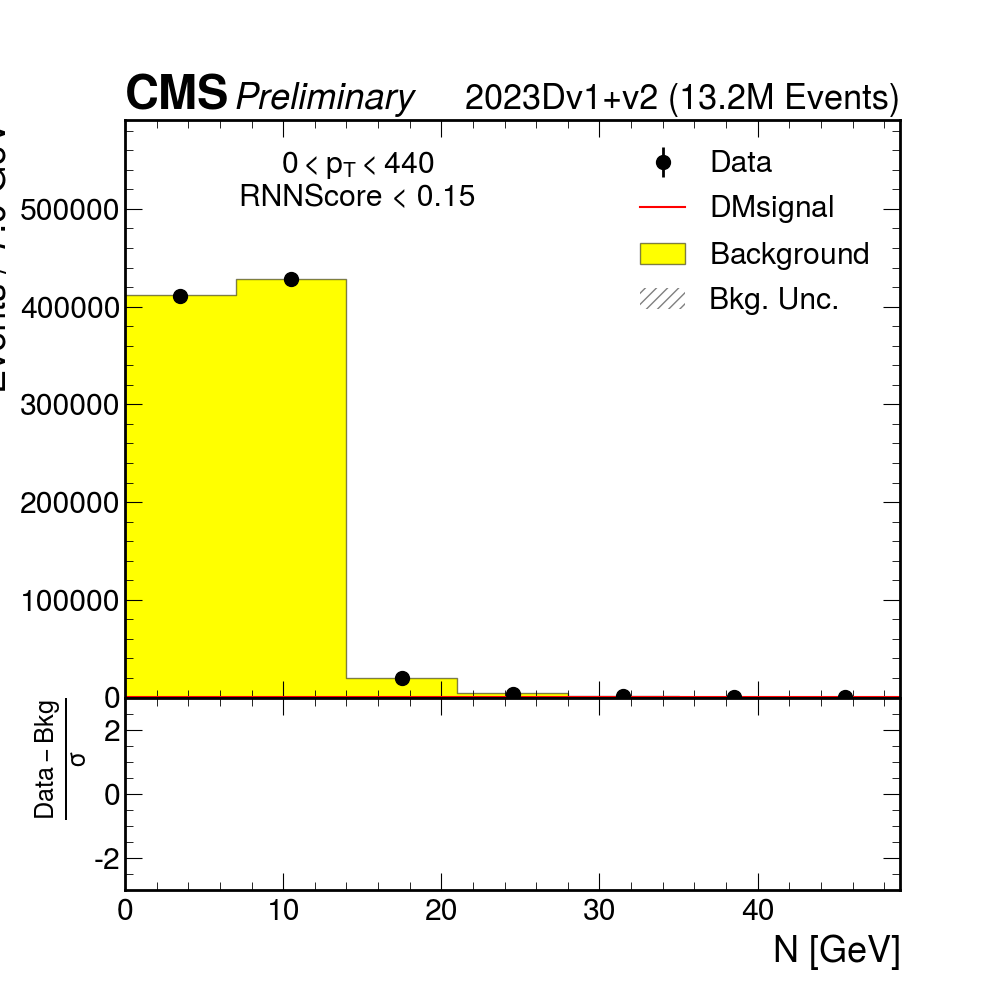 CMS Preliminary 2023Dv1+v2 (13.2M Events)
0 < pT < 440
RNNScore < 0.15
Data
DMsignal
Background
Bkg. Unc.
500000
400000
300000
200000
100000
0
Data – Bkg
σ
2
0
-2
0 10 20 30 40
N [GeV]